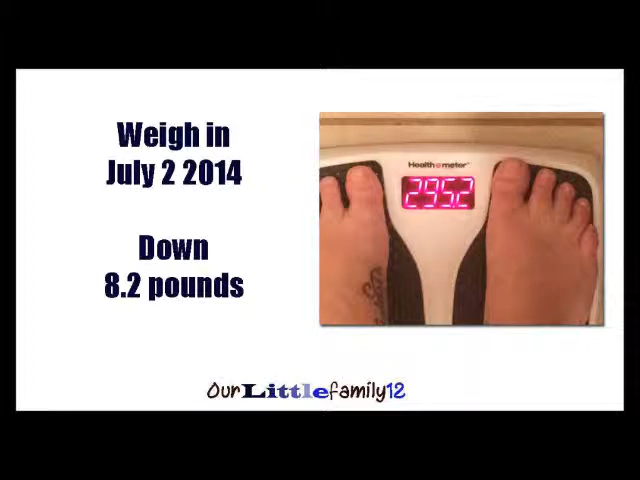 Weigh in
July 2 2014
Down
8.2 pounds
Health o meter
295.2
OurLittlefamily12